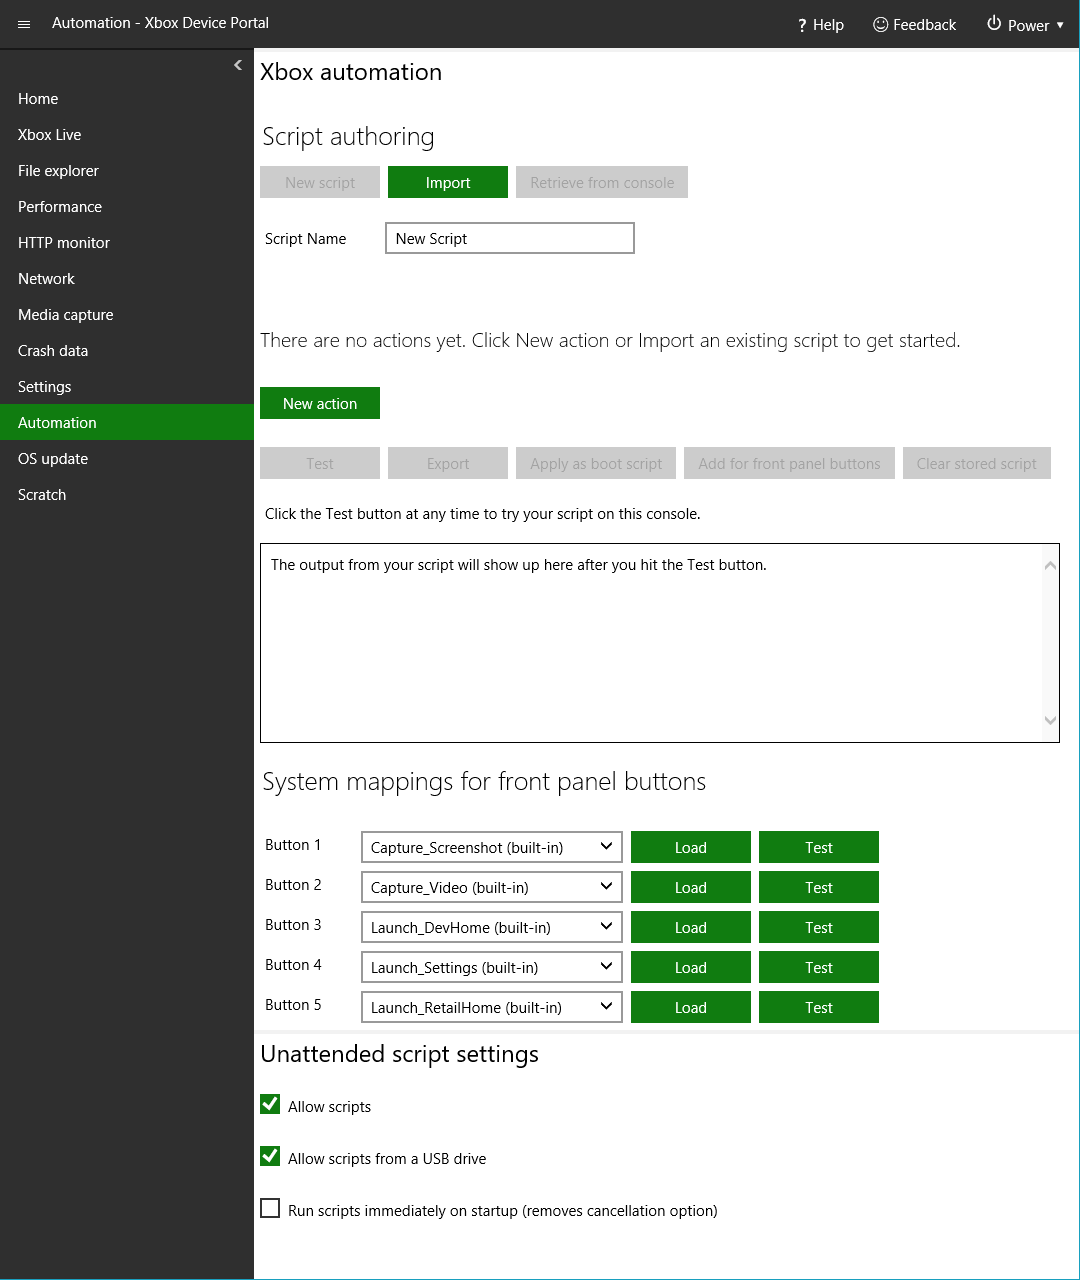 Automation - Xbox Device Portal
? Help
Feedback
Power
Home
Xbox Live
File explorer
Performance
HTTP monitor
Network
Media capture
Crash data
Settings
Automation
OS update
Scratch
Xbox automation
Script authoring
New script Import Retrieve from console
Script Name New Script
There are no actions yet. Click New action or Import an existing script to get started.
New action
Test Export Apply as boot script Add for front panel buttons Clear stored script
Click the Test button at any time to try your script on this console.
The output from your script will show up here after you hit the Test button.
System mappings for front panel buttons
Button 1 Capture_Screenshot (built-in) Load Test
Button 2 Capture_Video (built-in) Load Test
Button 3 Launch_DevHome (built-in) Load Test
Button 4 Launch_Settings (built-in) Load Test
Button 5 Launch_RetailHome (built-in) Load Test
Unattended script settings
Allow scripts
Allow scripts from a USB drive
Run scripts immediately on startup (removes cancellation option)